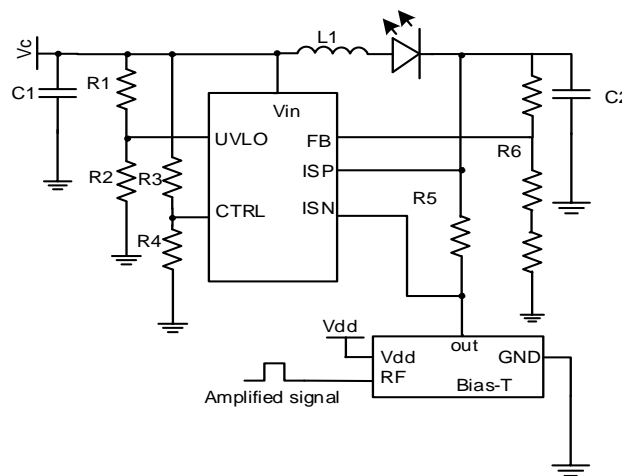 Vc
L1
C1
R1
Vin
C2
UVLO
FB
R6
R2
R3
ISP
R5
CTRL
ISN
R4
Vdd
out
Vdd
GND
RF
Bias-T
Amplified signal